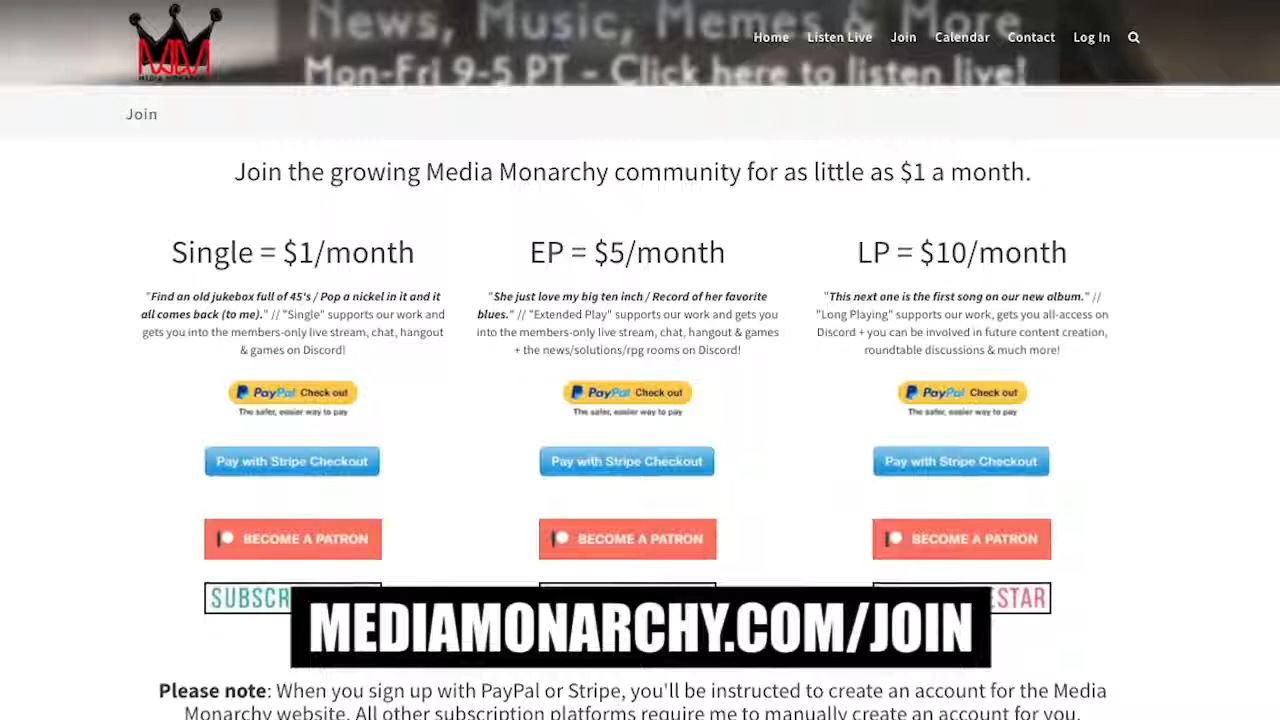 News, Music, Memes & More
Mon-Fri 9-5 PT - Click here to listen live!
MM
MEDIA MONARCHY
Home Listen Live Join Calendar Contact Log In
Join
Join the growing Media Monarchy community for as little as $1 a month.
Single = $1/month
"Find an old jukebox full of 45's / Pop a nickel in it and it
all comes back (to me)." // "Single" supports our work and
gets you into the members-only live stream, chat, hangout
& games on Discord!
PayPal Check out
The safer, easier way to pay
Pay with Stripe Checkout
BECOME A PATRON
EP = $5/month
"She just love my big ten inch / Record of her favorite
blues." // "Extended Play" supports our work and gets you
into the members-only live stream, chat, hangout & games
+ the news/solutions/rpg rooms on Discord!
PayPal Check out
The safer, easier way to pay
Pay with Stripe Checkout
BECOME A PATRON
LP = $10/month
"This next one is the first song on our new album." //
"Long Playing" supports our work, gets you all-access on
Discord + you can be involved in future content creation,
roundtable discussions & much more!
PayPal Check out
The safer, easier way to pay
Pay with Stripe Checkout
BECOME A PATRON
SUBSCR
ESTAR
MEDIAMONARCHY.COM/JOIN
Please note: When you sign up with PayPal or Stripe, you'll be instructed to create an account for the Media
Monarchy website. All other subscription platforms require me to manually create an account for you.